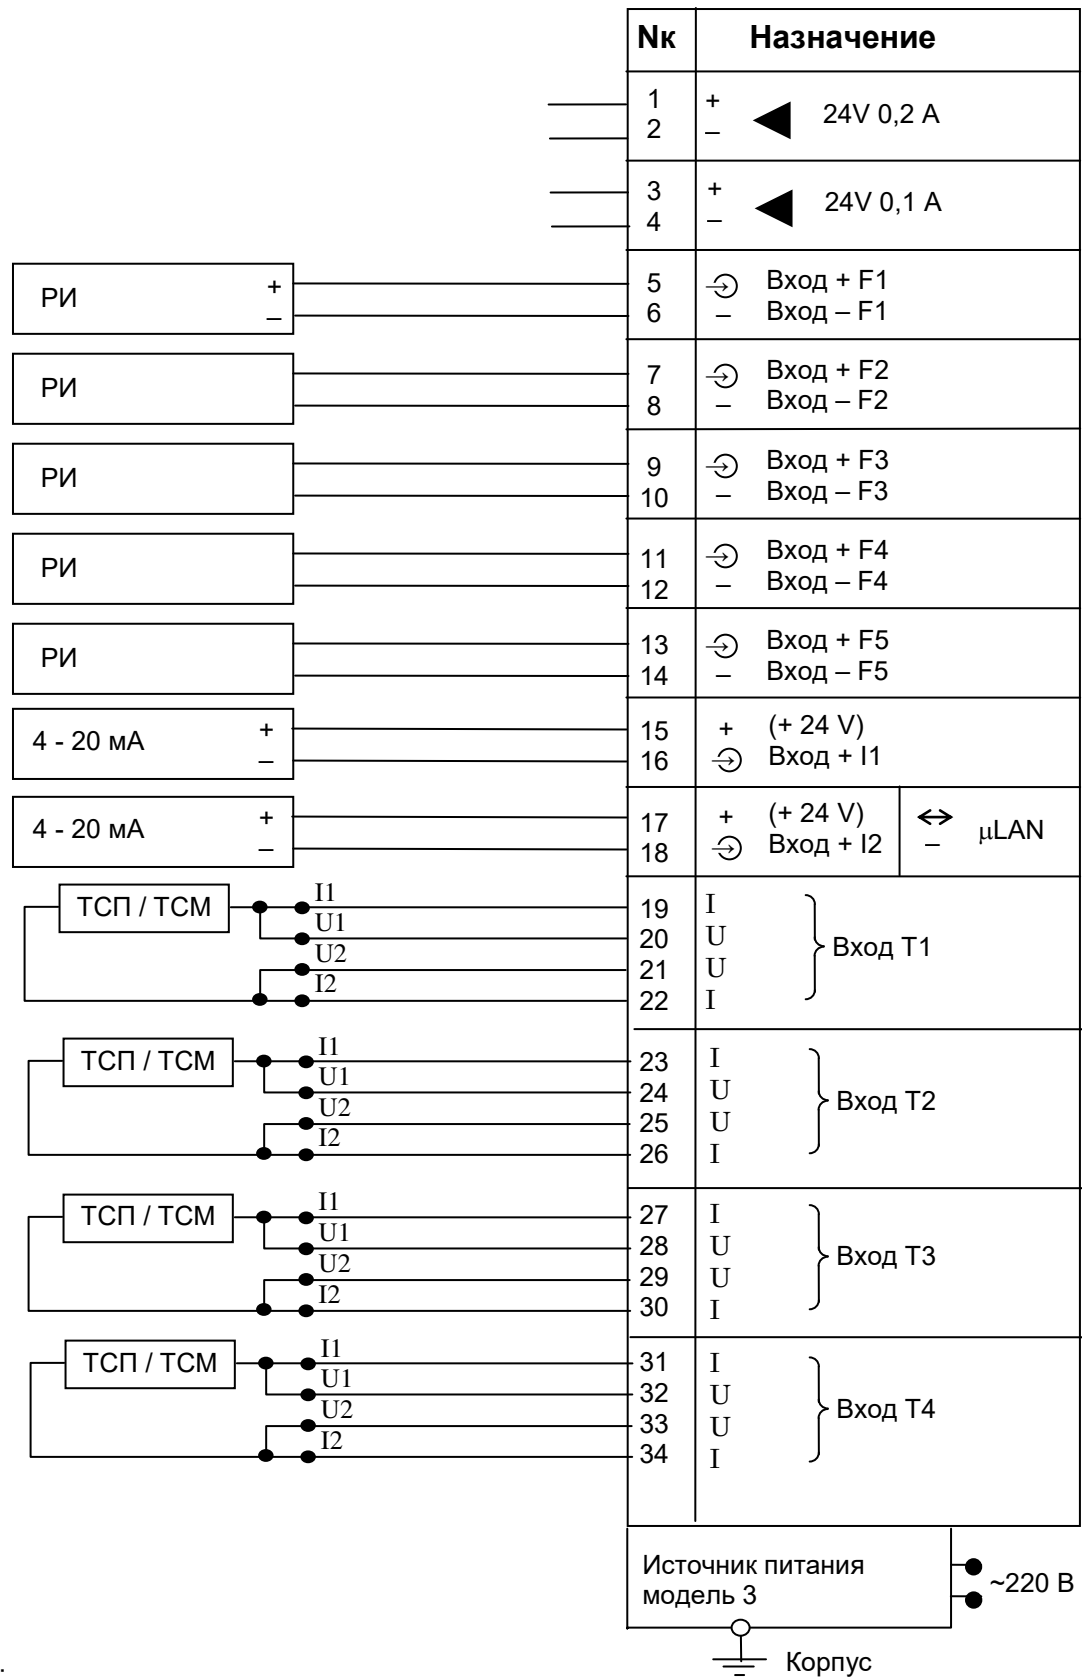 Nк Назначение
1 +
2 – 24V 0,2 А
3 +
4 – 24V 0,1 А
РИ + 5 Вход + F1
– 6 – Вход – F1
РИ 7 Вход + F2
8 – Вход – F2
РИ 9 Вход + F3
10 – Вход – F3
РИ 11 Вход + F4
12 – Вход – F4
РИ 13 Вход + F5
14 – Вход – F5
4 - 20 мА + 15 + (+ 24 V)
– 16 Вход + I1
4 - 20 мА + 17 + (+ 24 V) ↔ μLAN
– 18 Вход + I2 –
ТСП / ТСМ I1 19 I
U1 20 U
Вход T1
U2 21 U
I2 22 I
ТСП / ТСМ I1 23 I
U1 24 U
Вход T2
U2 25 U
I2 26 I
ТСП / ТСМ I1 27 I
U1 28 U
Вход T3
U2 29 U
I2 30 I
ТСП / ТСМ I1 31 I
U1 32 U
Вход T4
U2 33 U
I2 34 I
Источник питания
модель 3
~220 В
Корпус
.